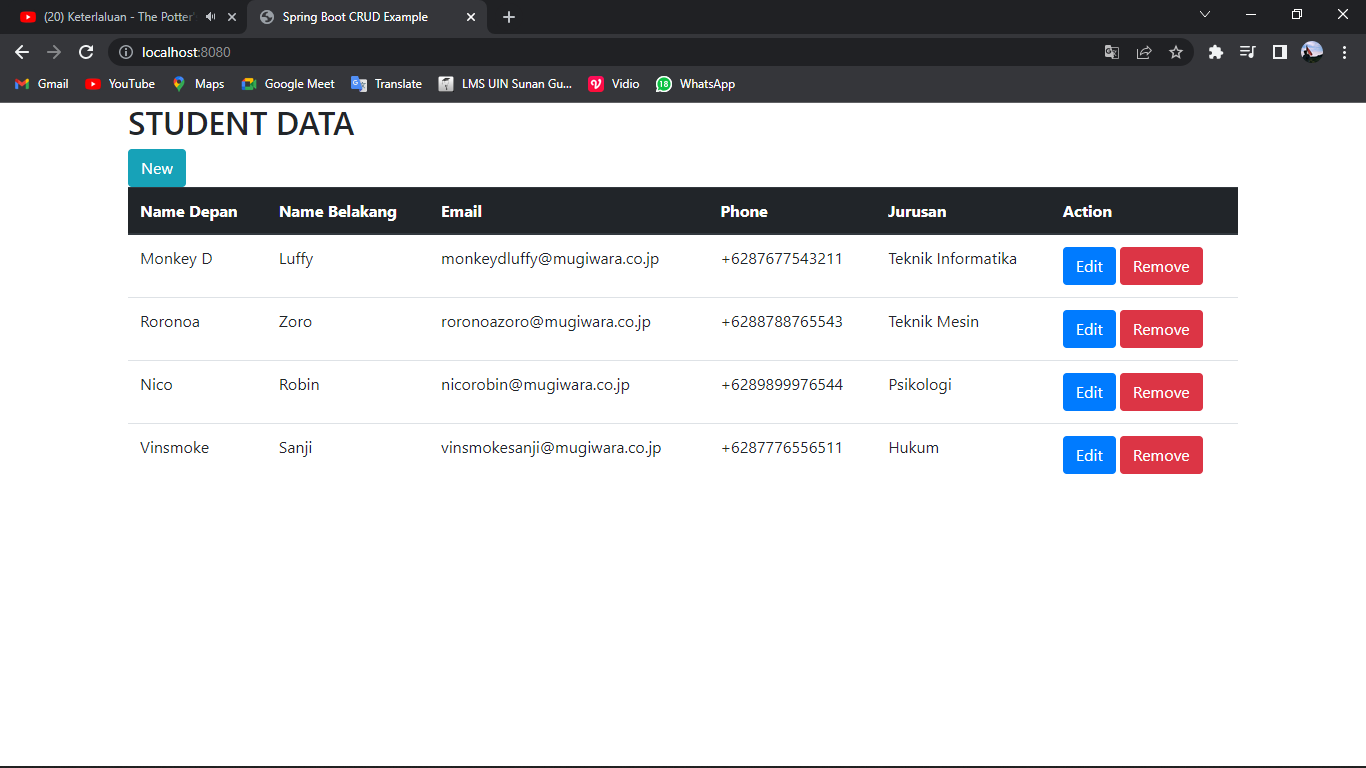 (20) Keterlaluan - The Potter'
Spring Boot CRUD Example
localhost:8080
Gmail YouTube Maps Google Meet Translate LMS UIN Sunan Gu... Vidio 18 WhatsApp
STUDENT DATA
New
Name Depan Name Belakang Email Phone Jurusan Action
Monkey D Luffy monkeydluffy@mugiwara.co.jp +6287677543211 Teknik Informatika Edit Remove
Roronoa Zoro roronoazoro@mugiwara.co.jp +6288788765543 Teknik Mesin Edit Remove
Nico Robin nicorobin@mugiwara.co.jp +6289899976544 Psikologi Edit Remove
Vinsmoke Sanji vinsmokesanji@mugiwara.co.jp +6287776556511 Hukum Edit Remove